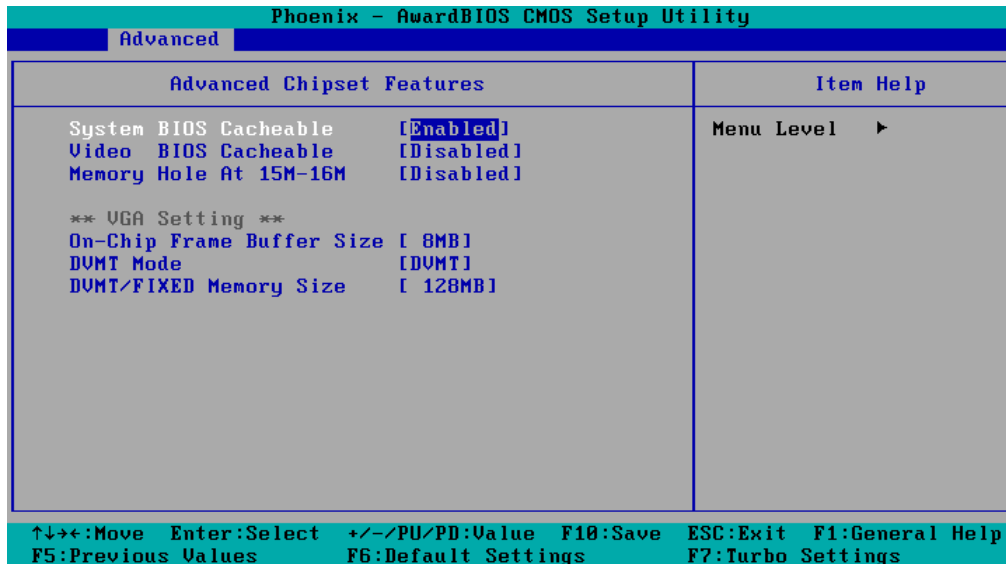 Phoenix - AwardBIOS CMOS Setup Utility
Advanced
Advanced Chipset Features
Item Help
System BIOS Cacheable [Enabled]
Menu Level ▶
Video BIOS Cacheable [Disabled]
Memory Hole At 15M-16M [Disabled]
** VGA Setting **
On-Chip Frame Buffer Size [ 8MB]
DVMT Mode [DVMT]
DVMT/FIXED Memory Size [ 128MB]
↑↓→←:Move Enter:Select +/-/PU/PD:Value F10:Save ESC:Exit F1:General Help
F5:Previous Values F6:Default Settings F7:Turbo Settings